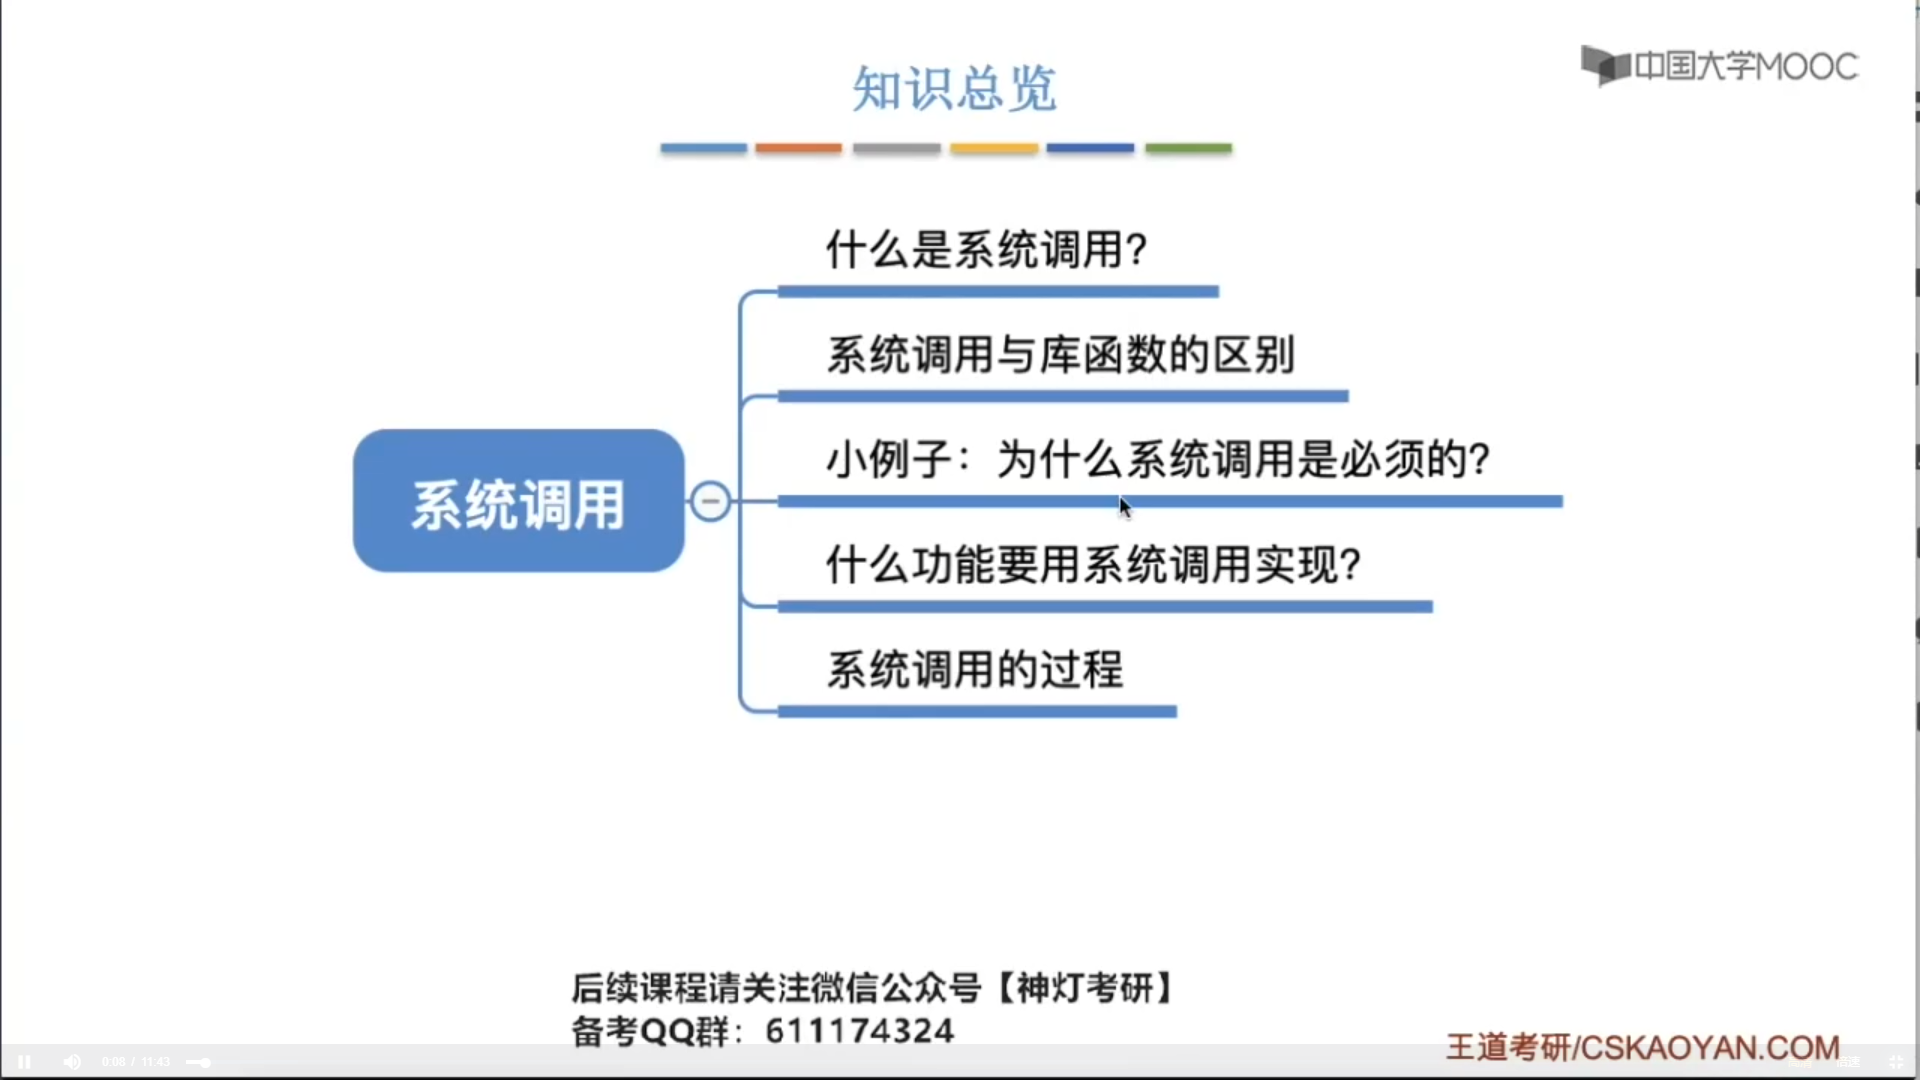 知识总览
中国大学MOOC
什么是系统调用?
系统调用与库函数的区别
小例子：为什么系统调用是必须的?
系统调用
什么功能要用系统调用实现?
系统调用的过程
后续课程请关注微信公众号【神灯考研】
备考QQ群：611174324
王道考研/CSKAOYAN.COM
0:08 / 11:43
倍速